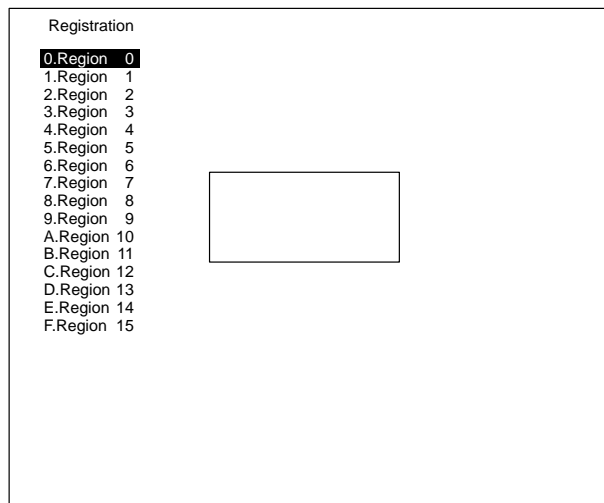 Registration
0.Region 0
1.Region 1
2.Region 2
3.Region 3
4.Region 4
5.Region 5
6.Region 6
7.Region 7
8.Region 8
9.Region 9
A.Region 10
B.Region 11
C.Region 12
D.Region 13
E.Region 14
F.Region 15